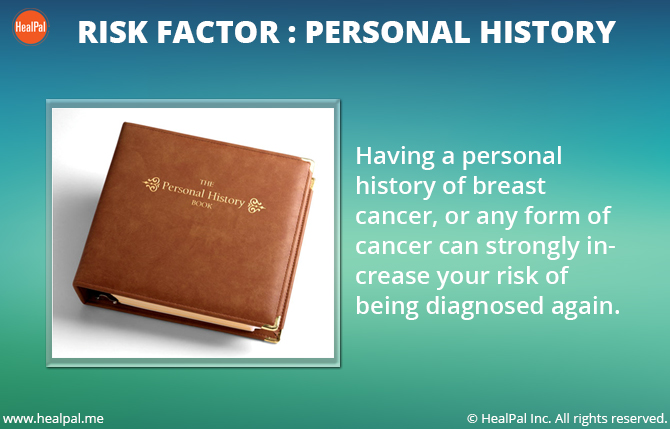 HealPal
RISK FACTOR : PERSONAL HISTORY
THE
Personal History
BOOK
Having a personal
history of breast
cancer, or any form of
cancer can strongly in-
crease your risk of
being diagnosed again.
www.healpal.me
© HealPal Inc. All rights reserved.